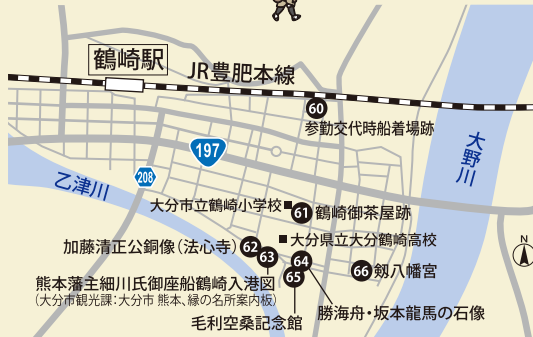 鶴崎駅
JR豊肥本線
60
参勤交代時船着場跡
大野川
197
208
乙津川
大分市立鶴崎小学校
61 鶴崎御茶屋跡
大分県立大分鶴崎高校
加藤清正公銅像（法心寺） 62
63
熊本藩主細川氏御座船鶴崎入港図
（大分市観光課：大分市 熊本、縁の名所案内板）
64
65
66 剱八幡宮
勝海舟・坂本龍馬の石像
毛利空桑記念館
N